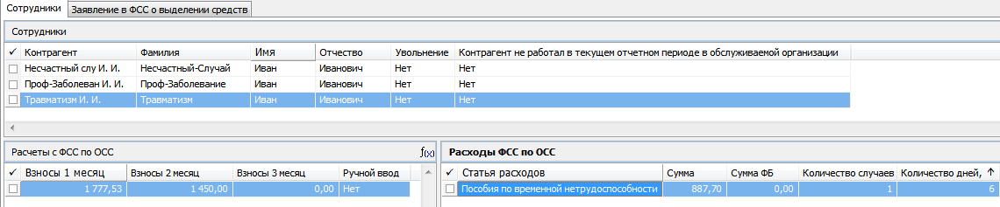 Сотрудники Заявление в ФСС о выделении средств
Сотрудники
✓ Контрагент Фамилия Имя Отчество Увольнение Контрагент не работал в текущем отчетном периоде в обслуживаемой организации
Несчастный слу И. И. Несчастный-Случай Иван Иванович Нет Нет
Проф-Заболеван И. И. Проф-Заболевание Иван Иванович Нет Нет
Травматизм И. И. Травматизм Иван Иванович Нет Нет
Расчеты с ФСС по ОСС f(x)
✓ Взносы 1 месяц Взносы 2 месяц Взносы 3 месяц Ручной ввод
1 777,53 1 450,00 0,00 Нет
Расходы ФСС по ОСС
✓ Статья расходов Сумма Сумма ФБ Количество случаев Количество дней,
Пособия по временной нетрудоспособности 887,70 0,00 1 6